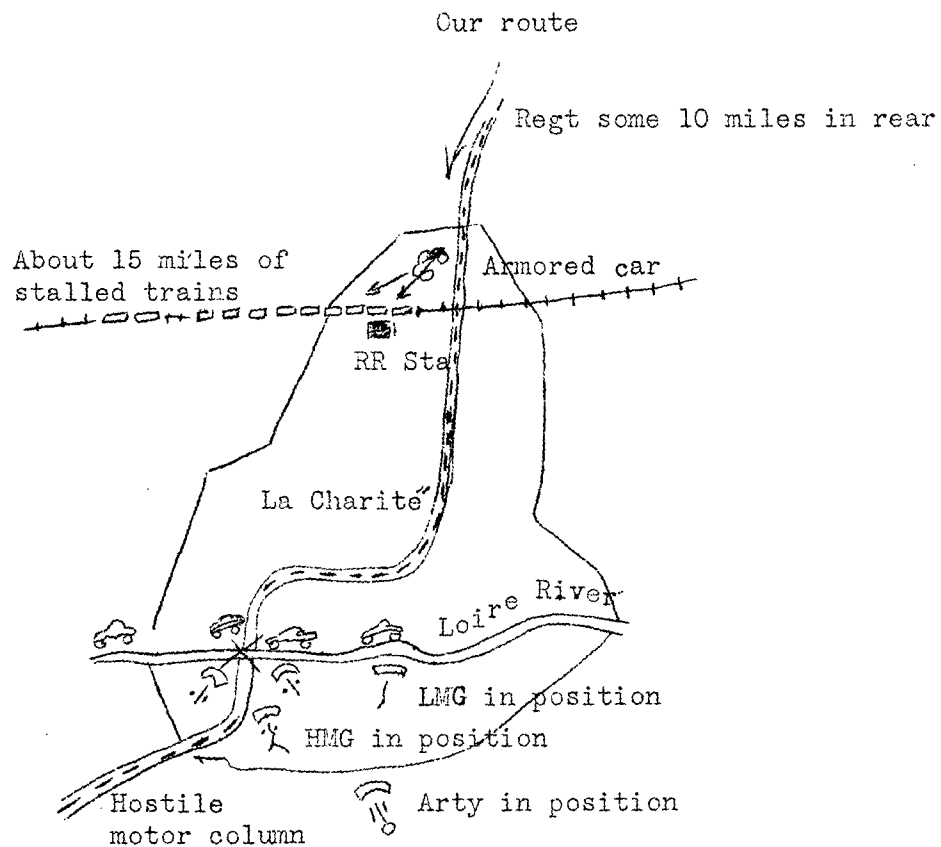 Our route
Regt some 10 miles in rear
About 15 miles of
stalled trains
Armored car
RR Sta
La Charite"
Loire River
LMG in position
HMG in position
Arty in position
Hostile
motor column